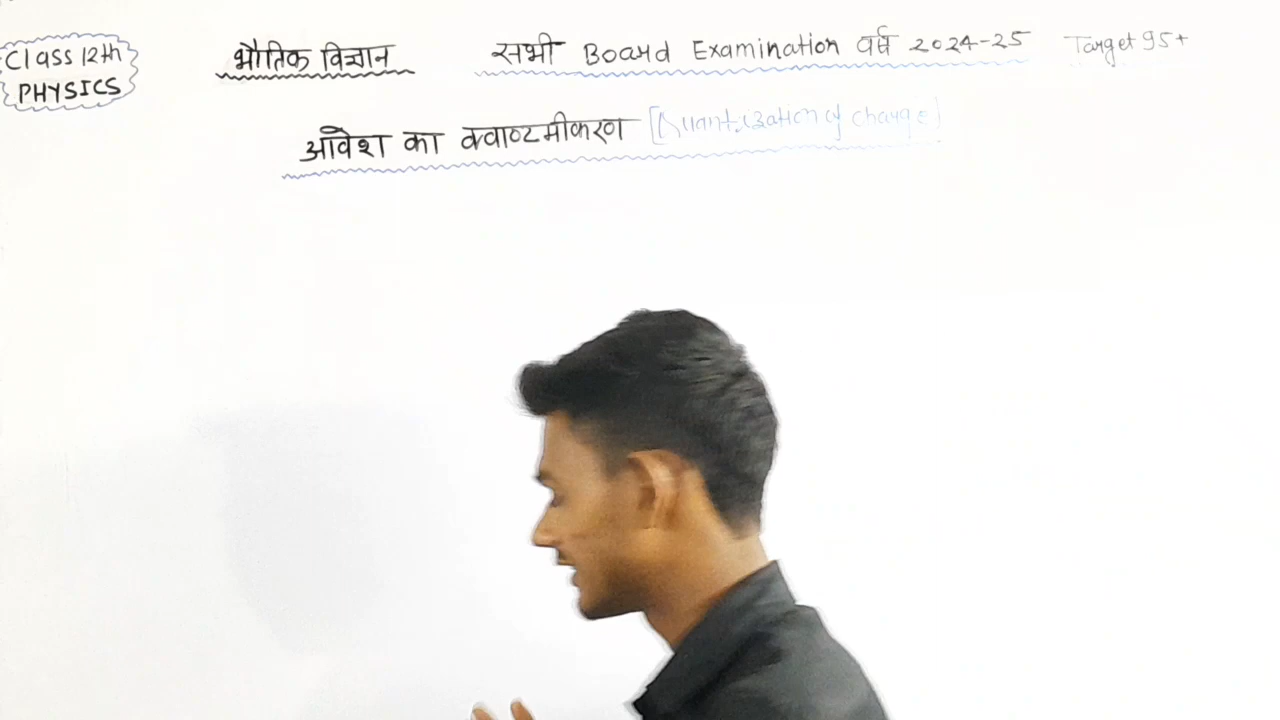 Class 12th
PHYSICS
भौतिक विज्ञान सभी Board Examination वर्ष 2024-25 Target 95+
आवेश का क्वाण्टमीकरण [Quantization of charge]